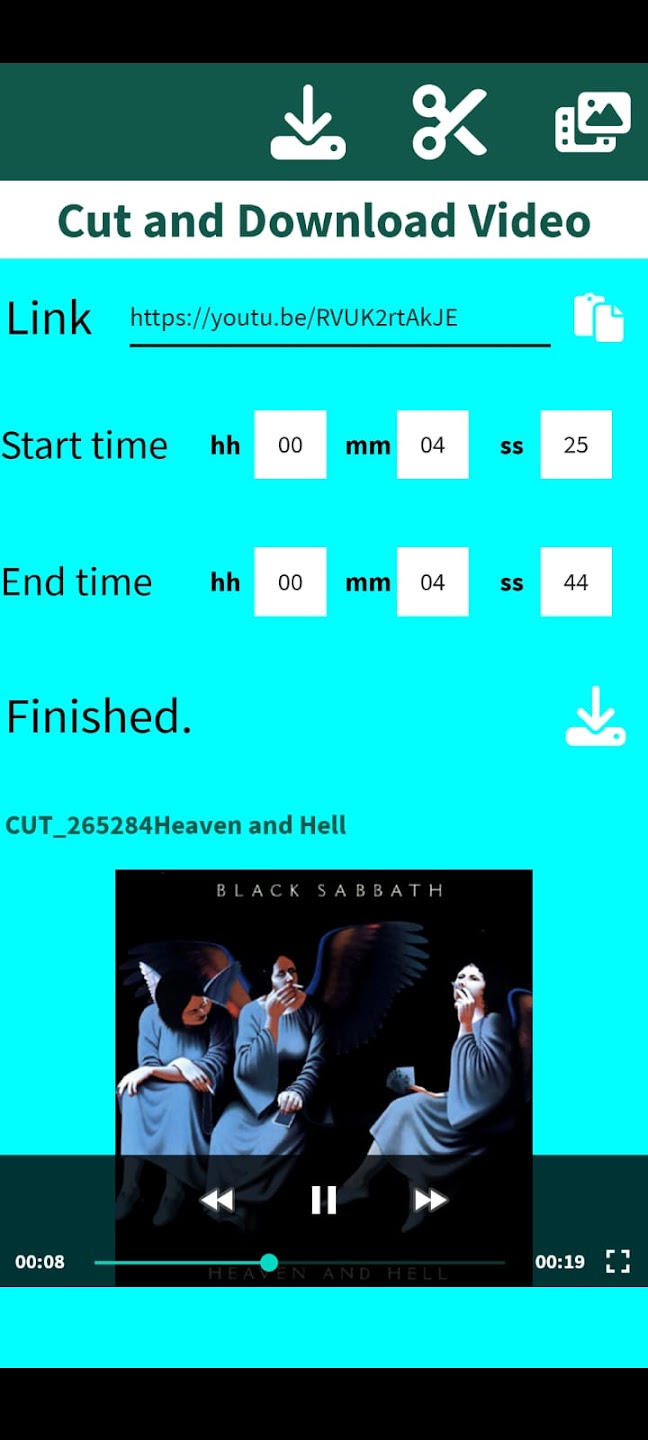 Cut and Download Video
Link https://youtu.be/RVUK2rtAkJE
Start time hh 00 mm 04 ss 25
End time hh 00 mm 04 ss 44
Finished.
CUT_265284Heaven and Hell
BLACK SABBATH
00:08 00:19
HEAVEN AND HELL